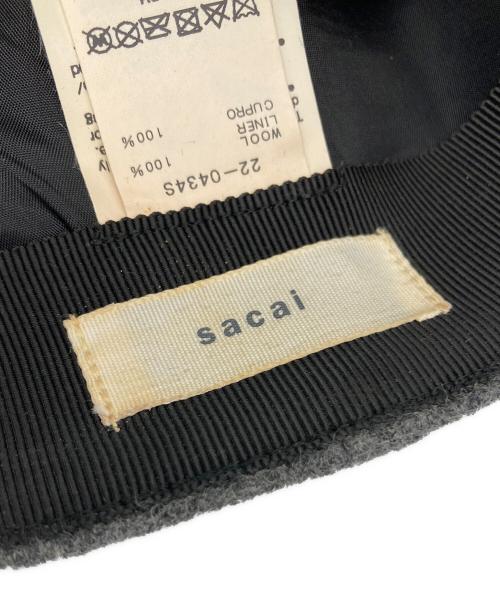 22-0434S
WOOL 100%
LINER
CUPRO 100%
sacai